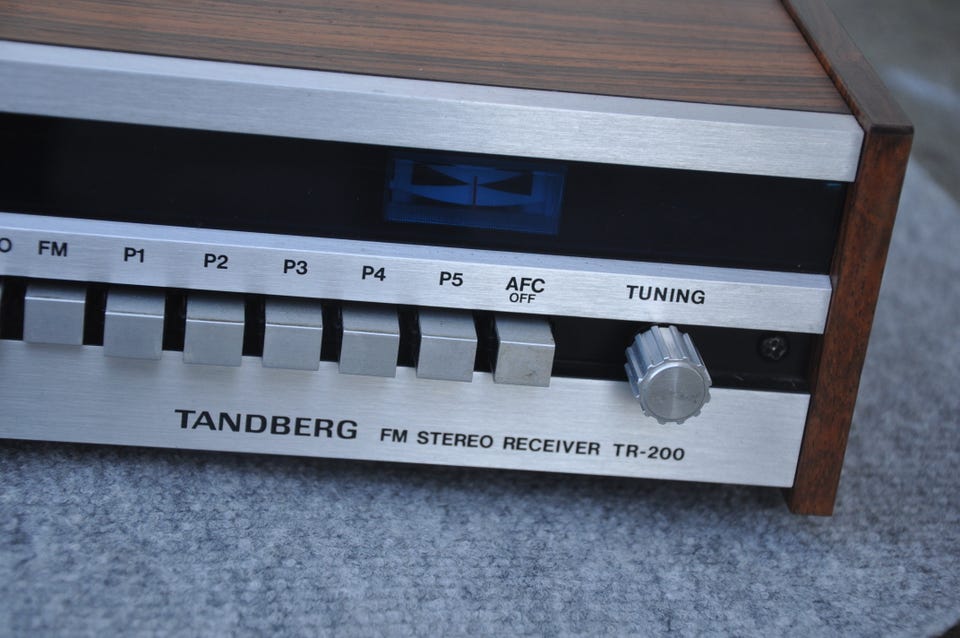 O FM P1 P2 P3 P4 P5 AFC TUNING
OFF
TANDBERG FM STEREO RECEIVER TR-200